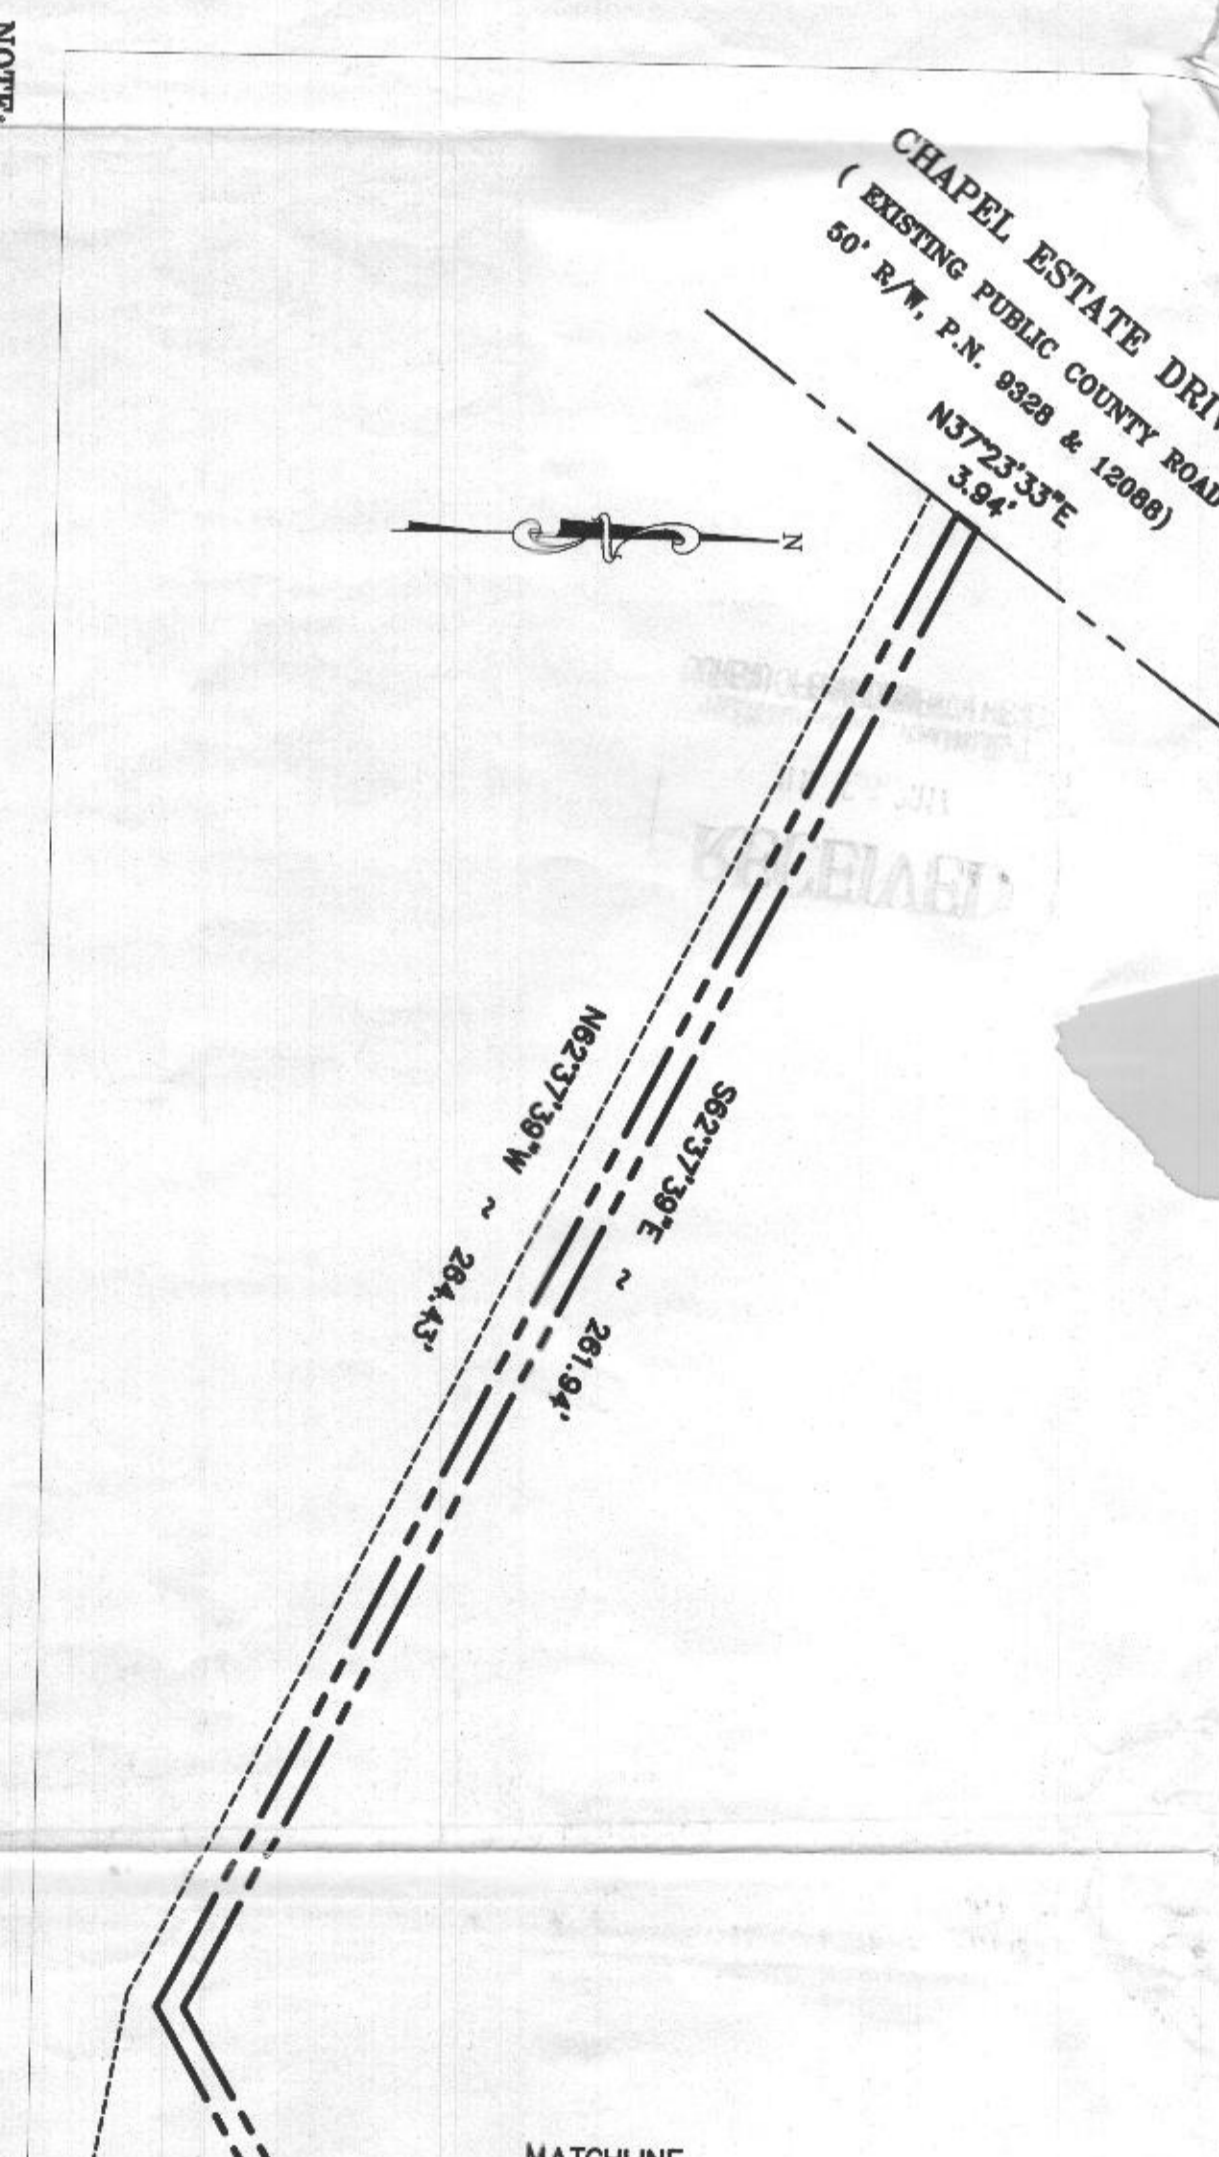 NOTE:
CHAPEL ESTATE
( EXISTING PUBLIC COUNTY ROAD
50' R/W, P.N. 9328 & 12088)
N37°23'33"E
3.94'
N
RECEIVED
N62°37'39"W ~ 264.43'
S62°37'39"E ~ 261.94'
MATCHLINE